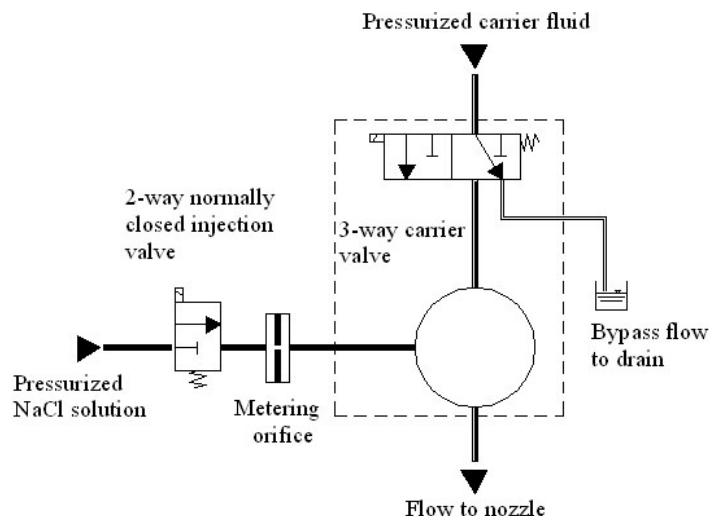 Pressurized carrier fluid
2-way normally
closed injection
valve
3-way carrier
valve
Bypass flow
to drain
Pressurized
NaCl solution
Metering
orifice
Flow to nozzle